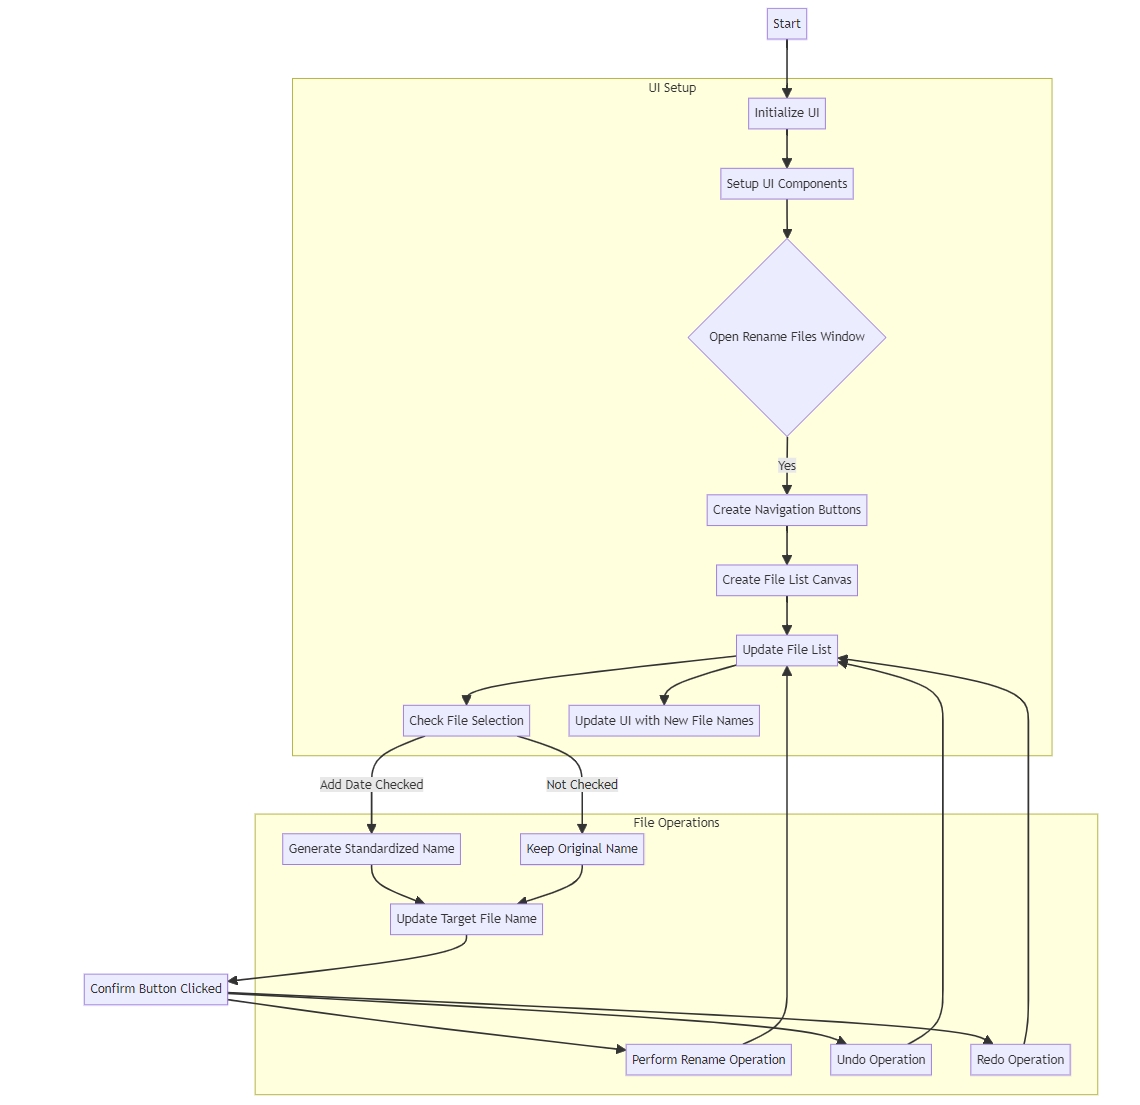 Start
UI Setup
Initialize UI
Setup UI Components
Open Rename Files Window
Yes
Create Navigation Buttons
Create File List Canvas
Update File List
Check File Selection
Update UI with New File Names
Add Date Checked
Not Checked
File Operations
Generate Standardized Name
Keep Original Name
Update Target File Name
Confirm Button Clicked
Perform Rename Operation
Undo Operation
Redo Operation